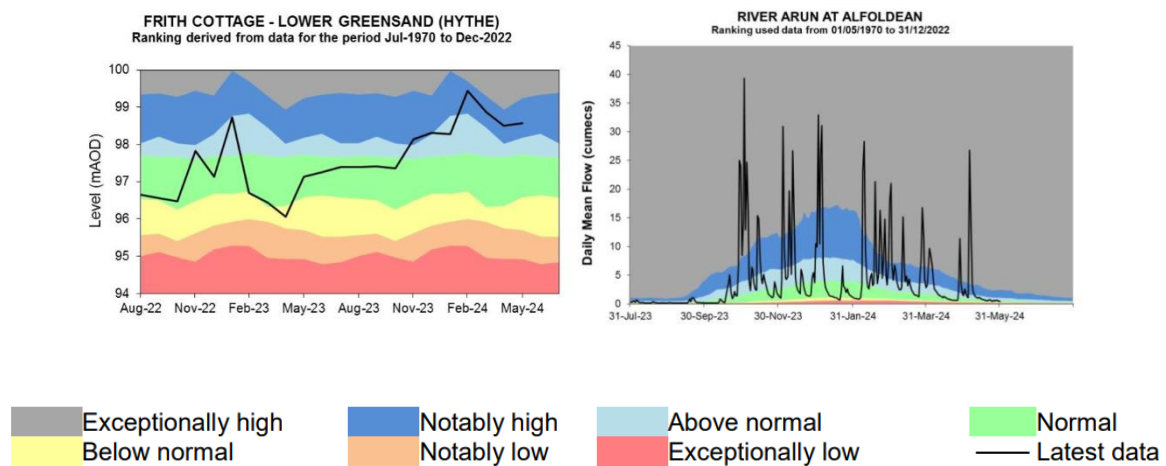 FRITH COTTAGE - LOWER GREENSAND (HYTHE)
Ranking derived from data for the period Jul-1970 to Dec-2022
Level (mAOD)
100
99
98
97
96
95
94
Aug-22 Nov-22 Feb-23 May-23 Aug-23 Nov-23 Feb-24 May-24
RIVER ARUN AT ALFOLDEAN
Ranking used data from 01/05/1970 to 31/12/2022
Daily Mean Flow (cumecs)
45
40
35
30
25
20
15
10
5
0
31-Jul-23 30-Sep-23 30-Nov-23 31-Jan-24 31-Mar-24 31-May-24
Exceptionally high Notably high Above normal Normal
Below normal Notably low Exceptionally low Latest data